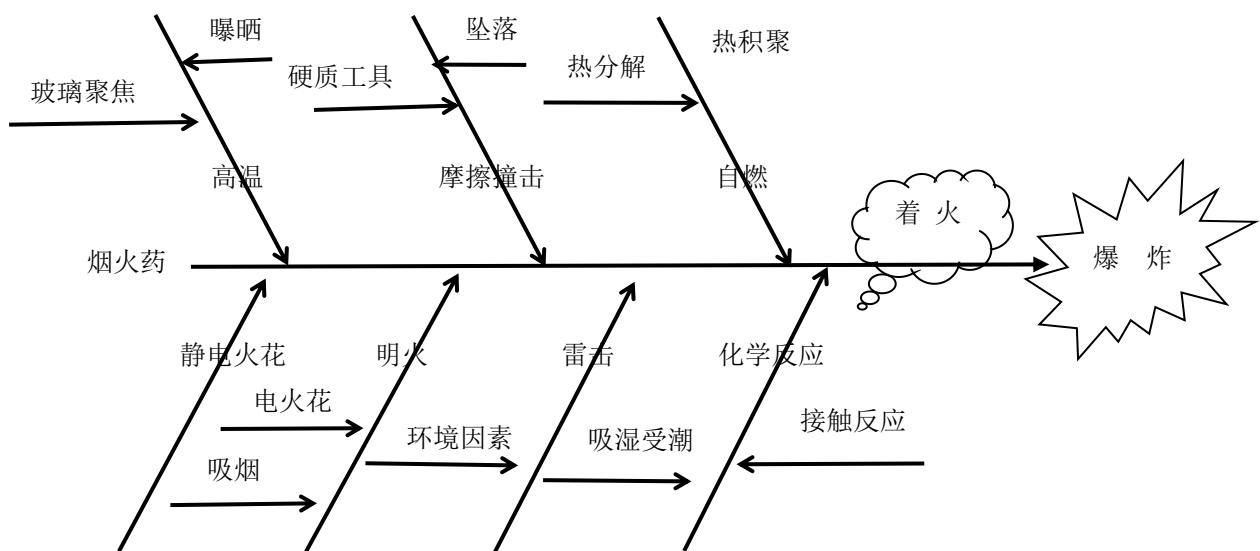 曝晒
坠落
热积聚
热分解
硬质工具
玻璃聚焦
高温
摩擦撞击
自燃
着 火
烟火药
爆 炸
静电火花
明火
雷击
化学反应
电火花
接触反应
环境因素
吸湿受潮
吸烟